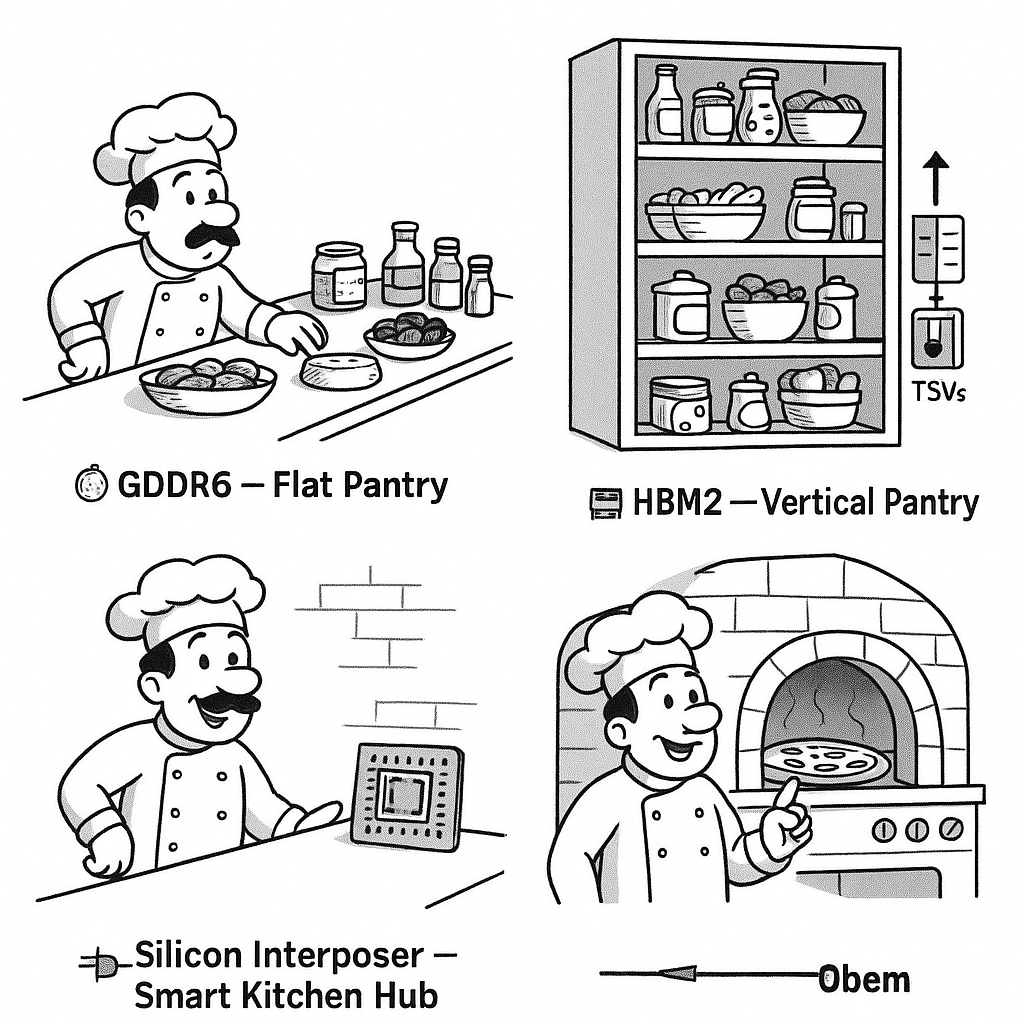 TSVs
GDDR6 – Flat Pantry
HBM2 – Vertical Pantry
Silicon Interposer –
Smart Kitchen Hub
Obem